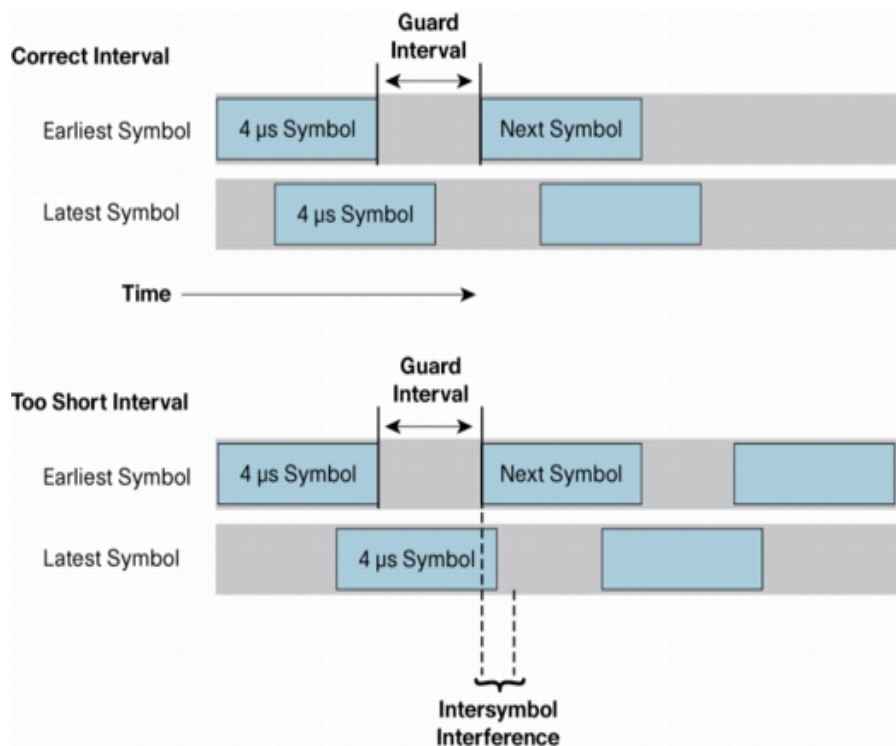 Guard
Interval
Correct Interval
Earliest Symbol
4 µs Symbol
Next Symbol
Latest Symbol
4 µs Symbol
Time
Guard
Interval
Too Short Interval
Earliest Symbol
4 µs Symbol
Next Symbol
Latest Symbol
4 µs Symbol
Intersymbol
Interference